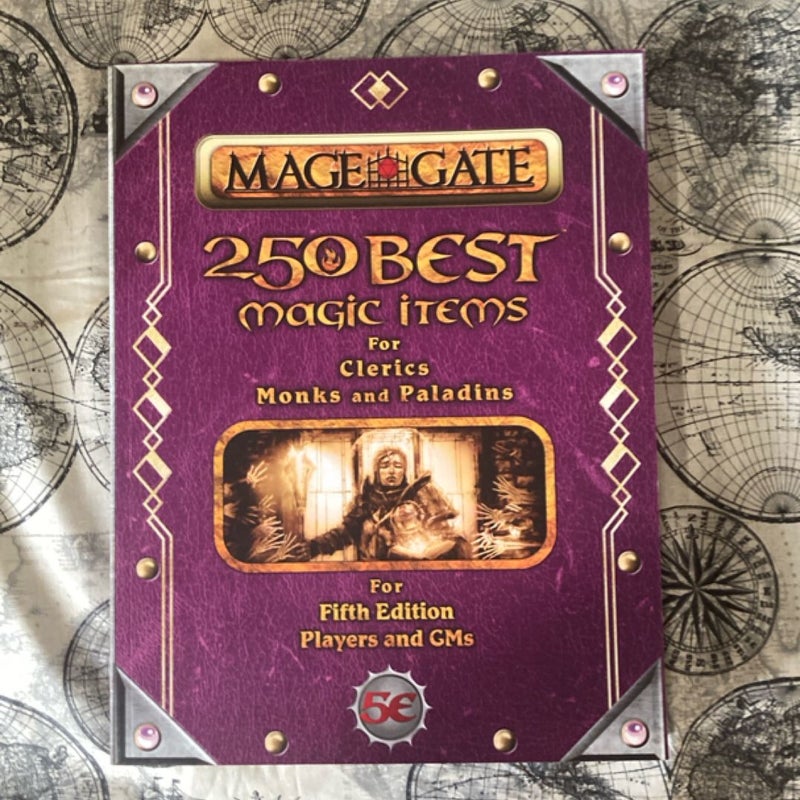 MAGE GATE
250 BEST
MAGIC ITEMS
For
Clerics
Monks and Paladins
For
Fifth Edition
Players and GMs
5E